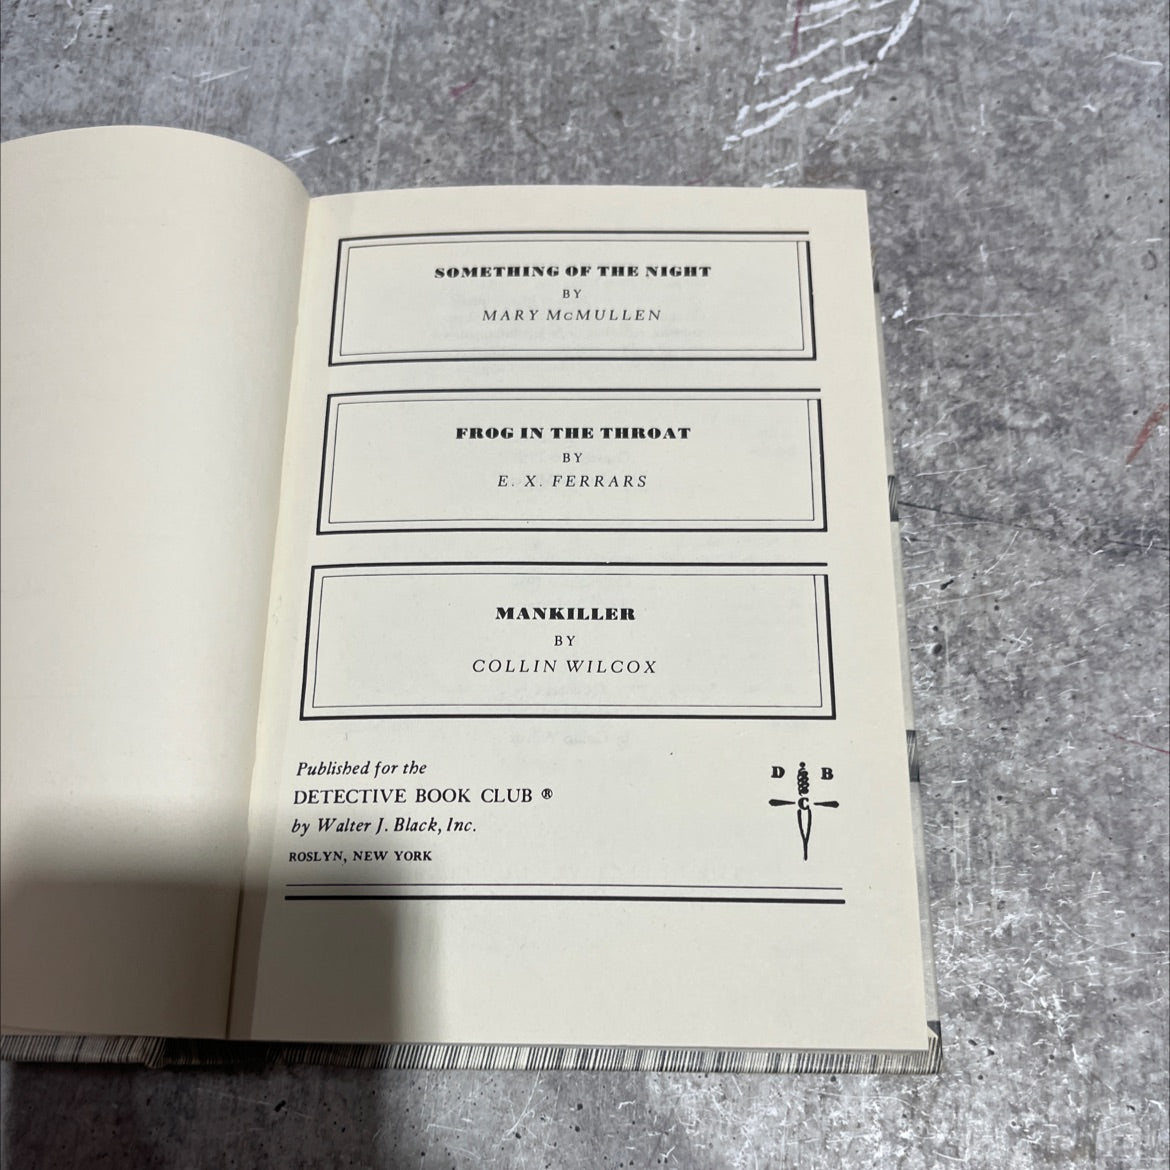 SOMETHING OF THE NIGHT
BY
MARY McMULLEN
FROG IN THE THROAT
BY
E. X. FERRARS
MANKILLER
BY
COLLIN WILCOX
Published for the
DETECTIVE BOOK CLUB ®
by Walter J. Black, Inc.
ROSLYN, NEW YORK
D B
C